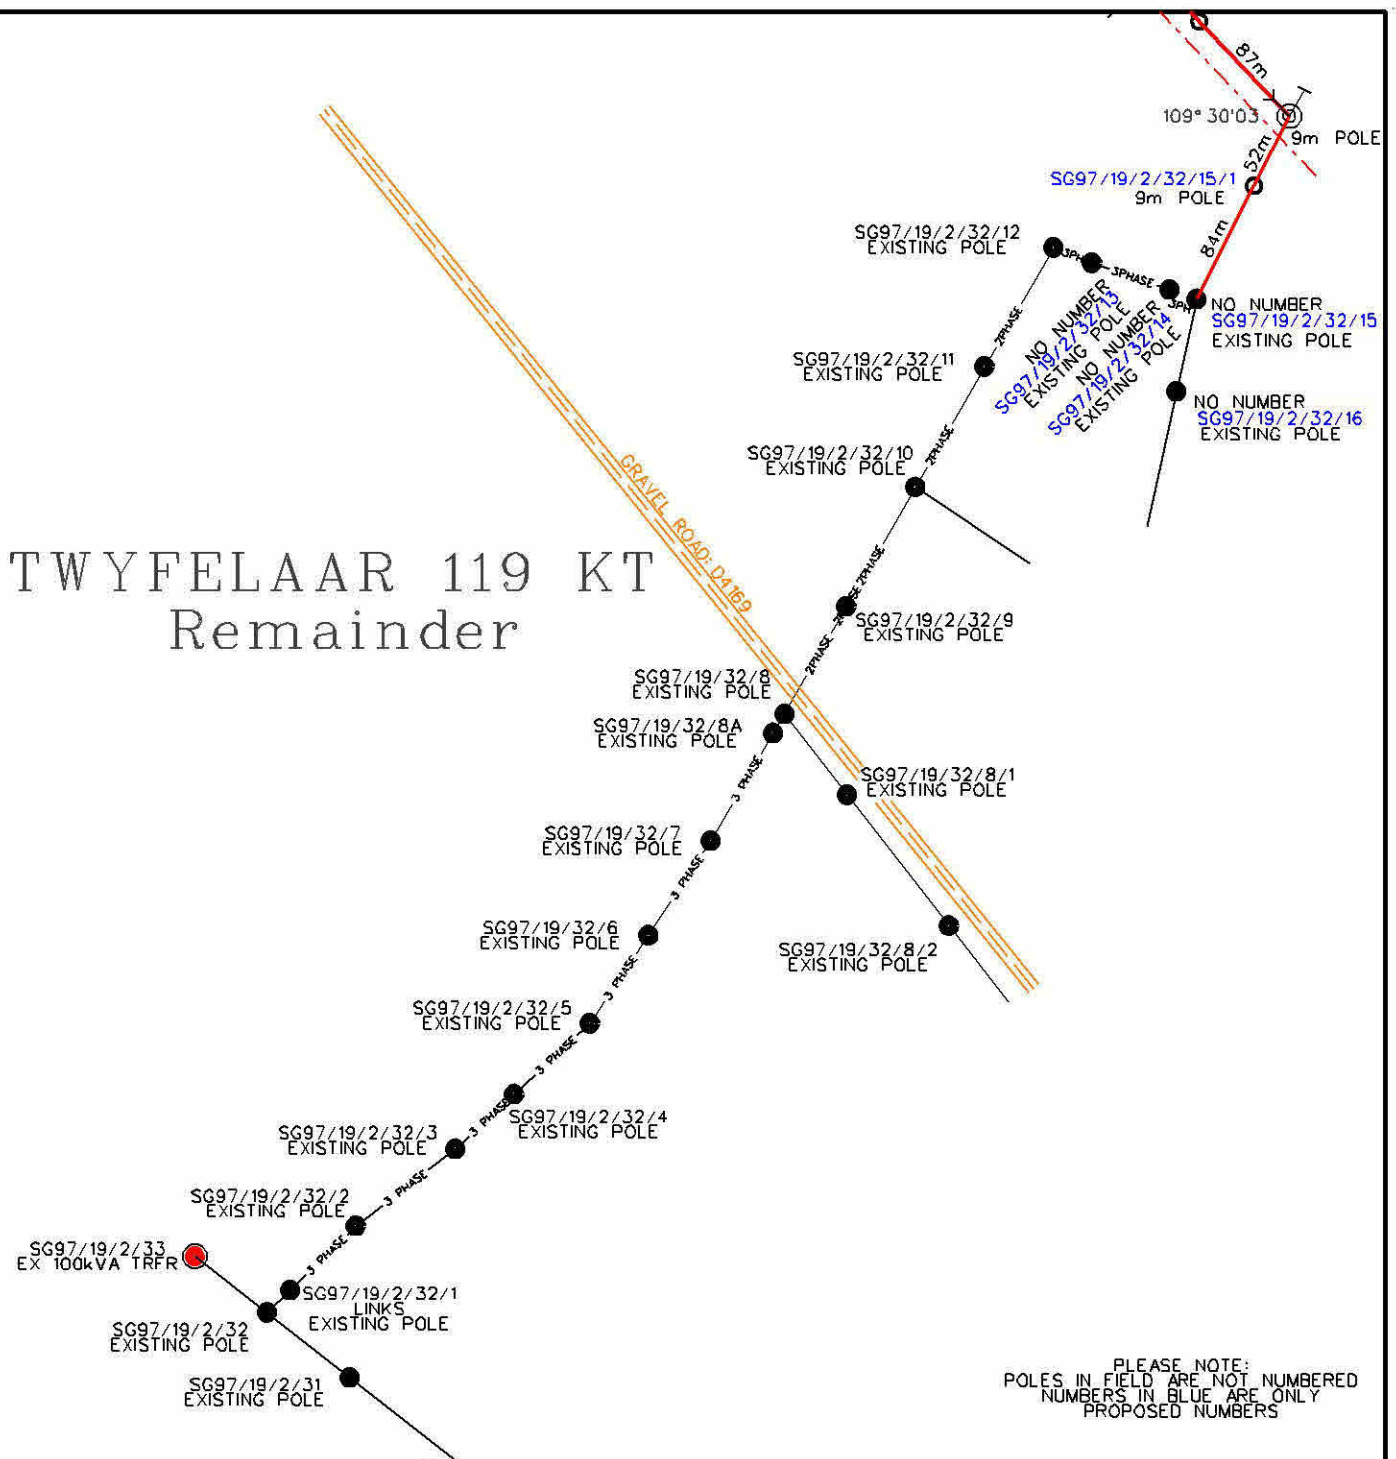 87m
109° 30'03
9m POLE
52m
SG97/19/2/32/15/1
9m POLE
84m
SG97/19/2/32/12
EXISTING POLE
3PH
3PHASE
3PH
NO NUMBER
SG97/19/2/32/13
EXISTING POLE
NO NUMBER
SG97/19/2/32/14
EXISTING POLE
NO NUMBER
SG97/19/2/32/15
EXISTING POLE
2PHASE
SG97/19/2/32/11
EXISTING POLE
NO NUMBER
SG97/19/2/32/16
EXISTING POLE
2PHASE
SG97/19/2/32/10
EXISTING POLE
GRAVEL ROAD: D4169
TWYFELAAR 119 KT
Remainder
2PHASE
2PHASE
SG97/19/2/32/9
EXISTING POLE
2PHASE
SG97/19/32/8
EXISTING POLE
SG97/19/32/8A
EXISTING POLE
3 PHASE
SG97/19/32/8/1
EXISTING POLE
SG97/19/32/7
EXISTING POLE
3 PHASE
SG97/19/32/6
EXISTING POLE
SG97/19/32/8/2
EXISTING POLE
3 PHASE
SG97/19/2/32/5
EXISTING POLE
3 PHASE
SG97/19/2/32/4
EXISTING POLE
3 PHASE
SG97/19/2/32/3
EXISTING POLE
3 PHASE
SG97/19/2/32/2
EXISTING POLE
3 PHASE
SG97/19/2/33
EX 100kVA TRFR
SG97/19/2/32/1
LINKS
EXISTING POLE
SG97/19/2/32
EXISTING POLE
SG97/19/2/31
EXISTING POLE
PLEASE NOTE:
POLES IN FIELD ARE NOT NUMBERED
NUMBERS IN BLUE ARE ONLY
PROPOSED NUMBERS